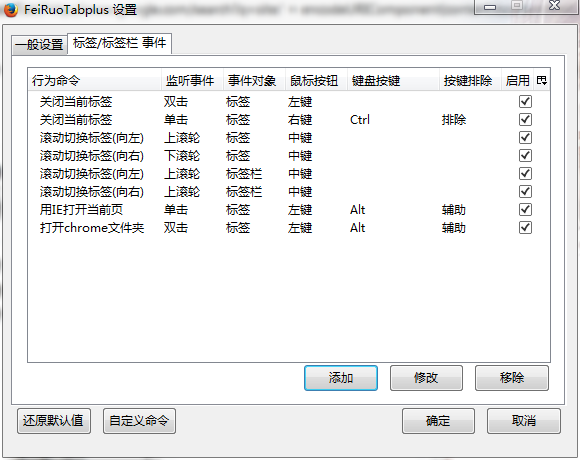 FeiRuoTabplus 设置
一般设置 标签/标签栏 事件
行为命令 监听事件 事件对象 鼠标按钮 键盘按键 按键排除 启用
关闭当前标签 双击 标签 左键
关闭当前标签 单击 标签 右键 Ctrl 排除
滚动切换标签(向左) 上滚轮 标签 中键
滚动切换标签(向右) 下滚轮 标签 中键
滚动切换标签(向左) 上滚轮 标签栏 中键
滚动切换标签(向右) 上滚轮 标签栏 中键
用IE打开当前页 单击 标签 左键 Alt 辅助
打开chrome文件夹 双击 标签 左键 Alt 辅助
添加 修改 移除
还原默认值 自定义命令 确定 取消